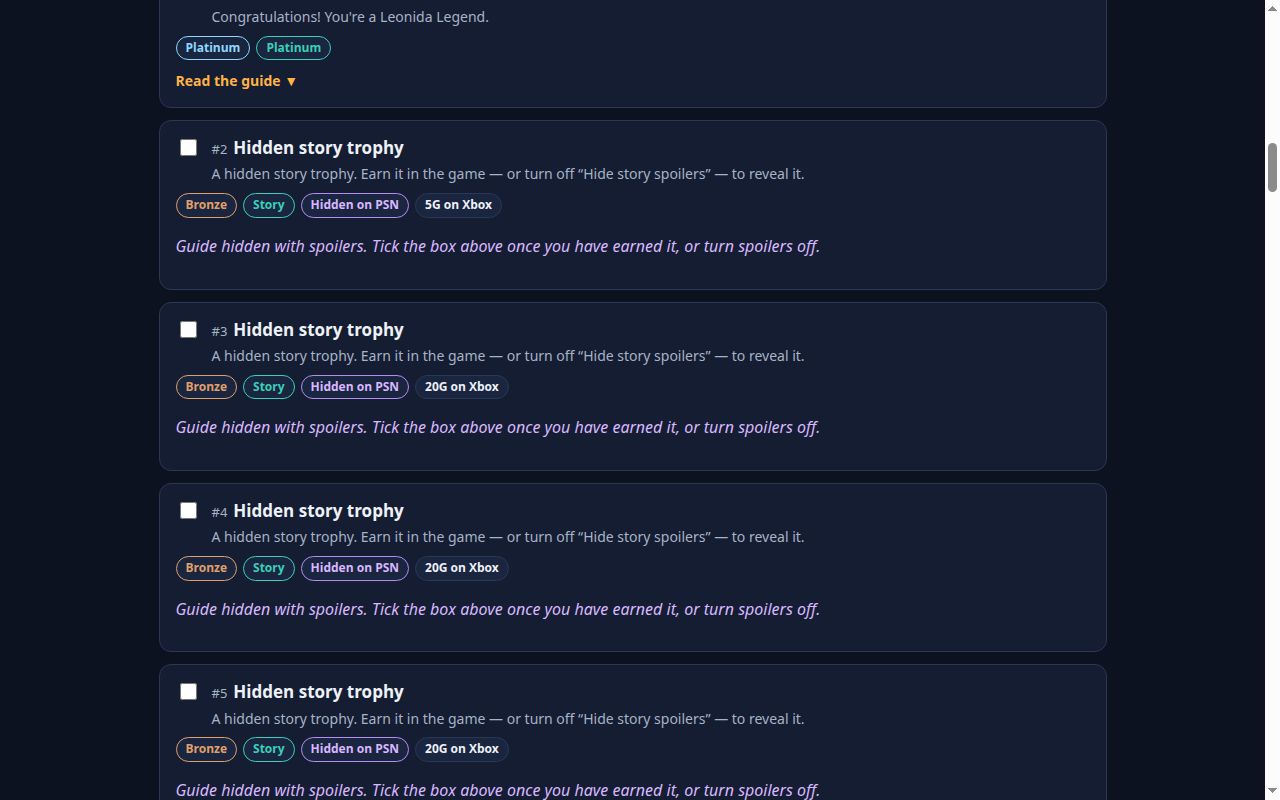 Congratulations! You're a Leonida Legend.
Platinum Platinum
Read the guide ▼
#2 Hidden story trophy
A hidden story trophy. Earn it in the game — or turn off “Hide story spoilers” — to reveal it.
Bronze Story Hidden on PSN 5G on Xbox
Guide hidden with spoilers. Tick the box above once you have earned it, or turn spoilers off.
#3 Hidden story trophy
A hidden story trophy. Earn it in the game — or turn off “Hide story spoilers” — to reveal it.
Bronze Story Hidden on PSN 20G on Xbox
Guide hidden with spoilers. Tick the box above once you have earned it, or turn spoilers off.
#4 Hidden story trophy
A hidden story trophy. Earn it in the game — or turn off “Hide story spoilers” — to reveal it.
Bronze Story Hidden on PSN 20G on Xbox
Guide hidden with spoilers. Tick the box above once you have earned it, or turn spoilers off.
#5 Hidden story trophy
A hidden story trophy. Earn it in the game — or turn off “Hide story spoilers” — to reveal it.
Bronze Story Hidden on PSN 20G on Xbox
Guide hidden with spoilers. Tick the box above once you have earned it, or turn spoilers off.